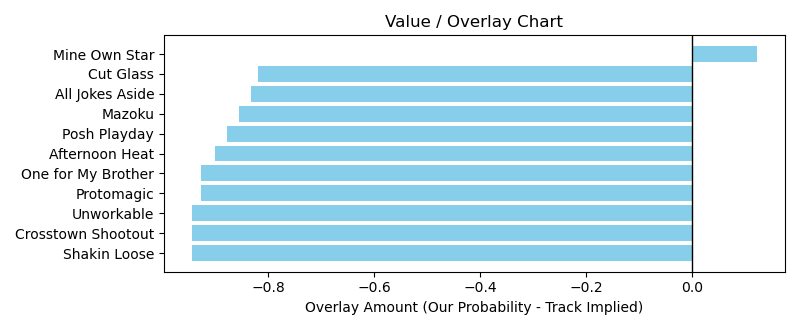 Value / Overlay Chart
Mine Own Star
Cut Glass
All Jokes Aside
Mazoku
Posh Playday
Afternoon Heat
One for My Brother
Protomagic
Unworkable
Crosstown Shootout
Shakin Loose
−0.8 −0.6 −0.4 −0.2 0.0
Overlay Amount (Our Probability - Track Implied)